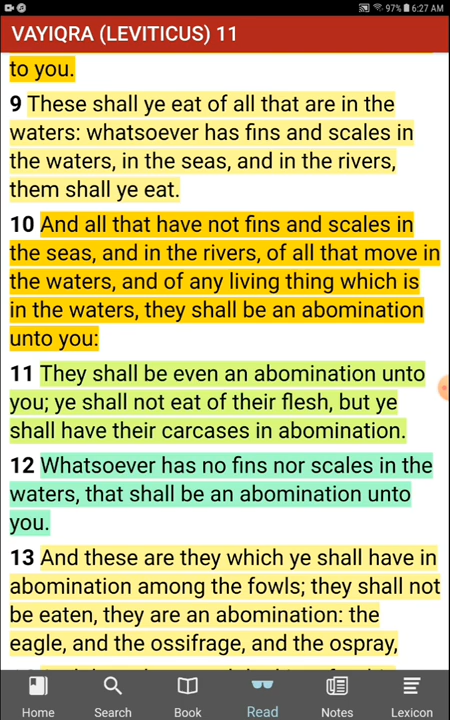 97% 6:27 AM
VAYIQRA (LEVITICUS) 11
to you.
9 These shall ye eat of all that are in the
waters: whatsoever has fins and scales in
the waters, in the seas, and in the rivers,
them shall ye eat.
10 And all that have not fins and scales in
the seas, and in the rivers, of all that move in
the waters, and of any living thing which is
in the waters, they shall be an abomination
unto you:
11 They shall be even an abomination unto
you; ye shall not eat of their flesh, but ye
shall have their carcases in abomination.
12 Whatsoever has no fins nor scales in the
waters, that shall be an abomination unto
you.
13 And these are they which ye shall have in
abomination among the fowls; they shall not
be eaten, they are an abomination: the
eagle, and the ossifrage, and the ospray,
Home Search Book Read Notes Lexicon